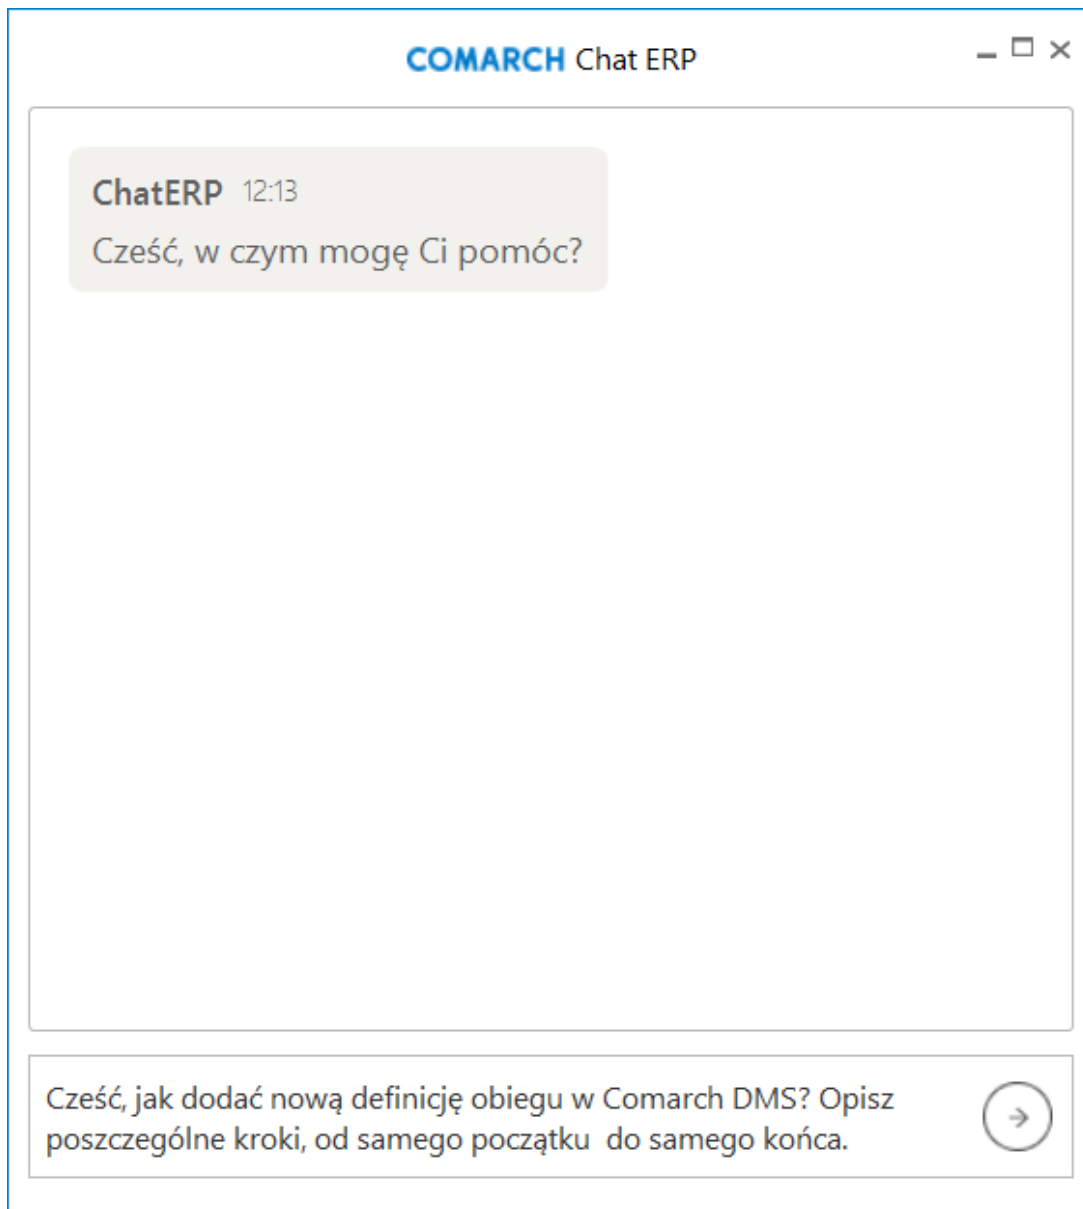 COMARCH Chat ERP
ChatERP 12:13
Cześć, w czym mogę Ci pomóc?
Cześć, jak dodać nową definicję obiegu w Comarch DMS? Opisz
poszczególne kroki, od samego początku  do samego końca.